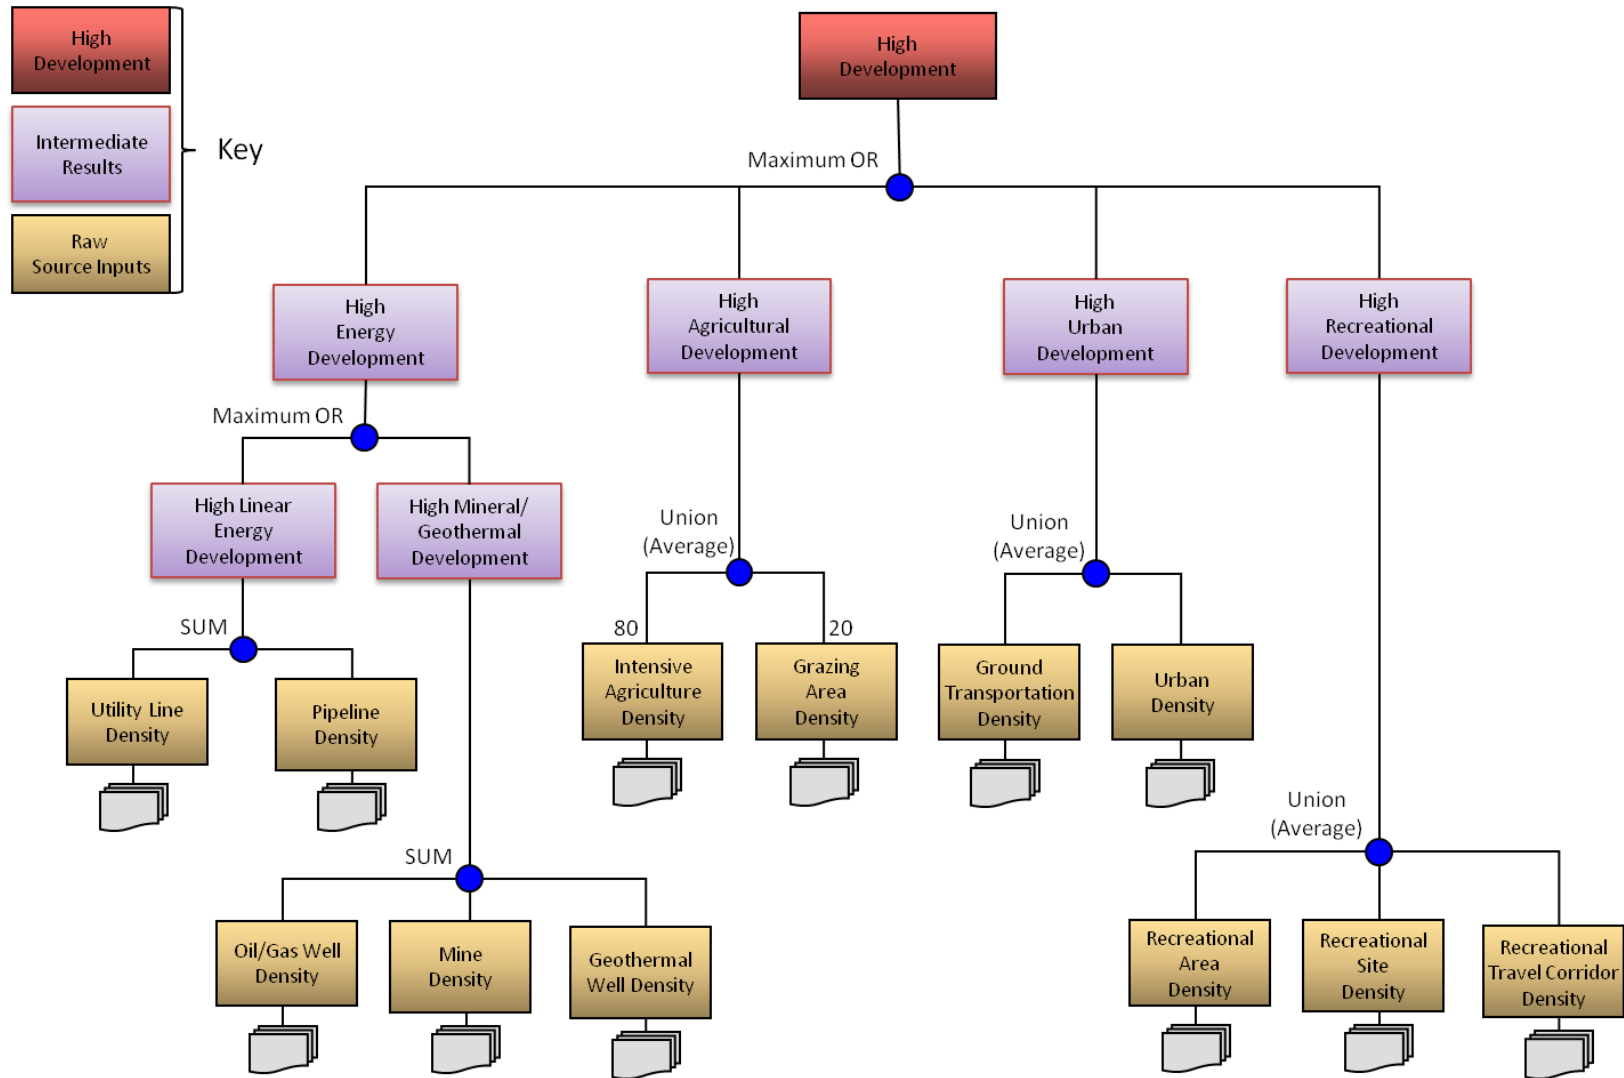 High
Development
Intermediate
Results
Raw
Source Inputs
Key
High
Development
Maximum OR
High
Energy
Development
High
Agricultural
Development
High
Urban
Development
High
Recreational
Development
Maximum OR
High Linear
Energy
Development
High Mineral/
Geothermal
Development
Union
(Average)
Union
(Average)
SUM
80
20
Utility Line
Density
Pipeline
Density
Intensive
Agriculture
Density
Grazing
Area
Density
Ground
Transportation
Density
Urban
Density
Union
(Average)
SUM
Oil/Gas Well
Density
Mine
Density
Geothermal
Well Density
Recreational
Area
Density
Recreational
Site
Density
Recreational
Travel Corridor
Density